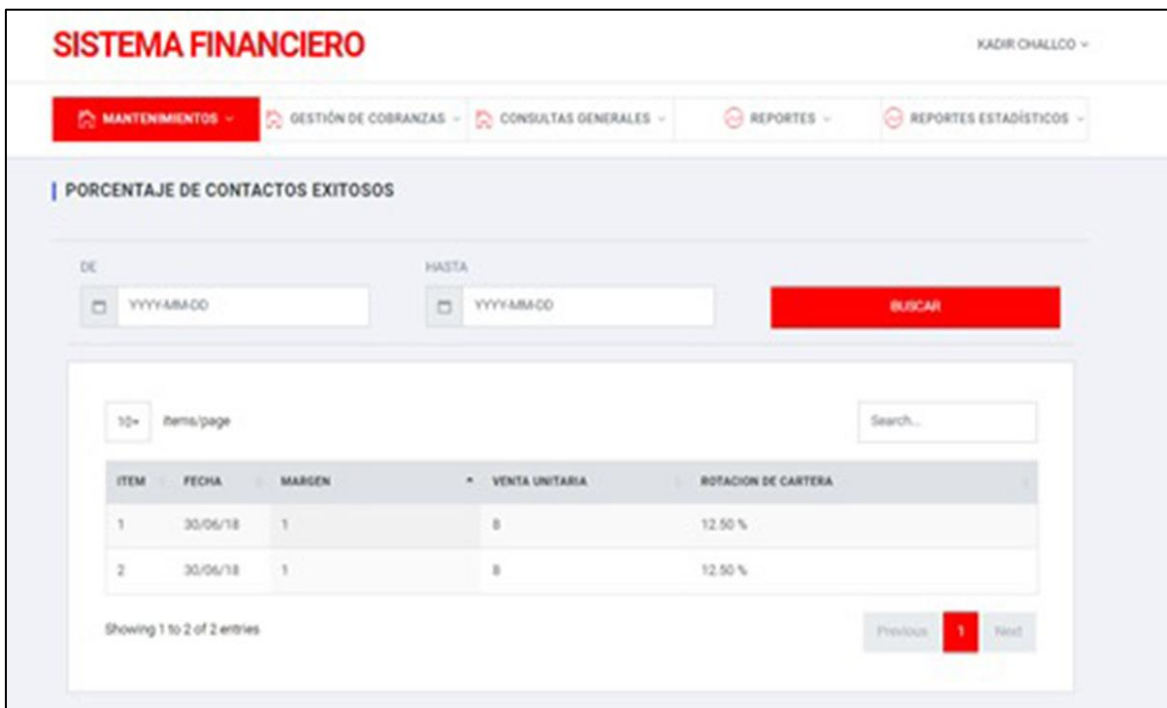 SISTEMA FINANCIERO
KADIR CHALLCO
MANTENIMIENTOS GESTIÓN DE COBRANZAS CONSULTAS GENERALES REPORTES REPORTES ESTADÍSTICOS
PORCENTAJE DE CONTACTOS EXITOSOS
DE HASTA
YYYY-MM-DD YYYY-MM-DD BUSCAR
10 items/page Search...
ITEM FECHA MARGEN VENTA UNITARIA ROTACION DE CARTERA
1 30/06/18 1 8 12.50 %
2 30/06/18 1 8 12.50 %
Showing 1 to 2 of 2 entries Previous 1 Next